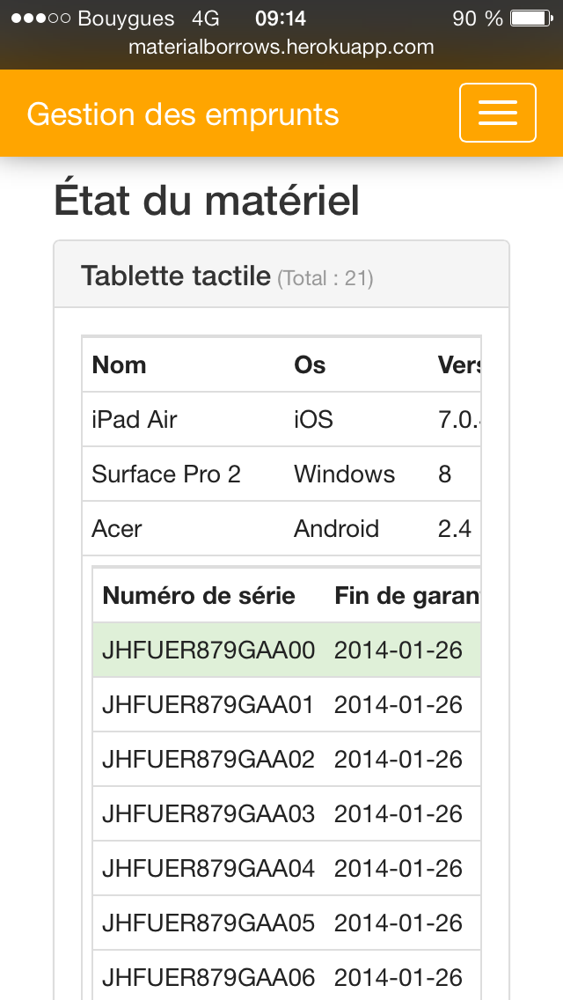 Bouygues 4G 09:14 90 %
materialborrows.herokuapp.com
Gestion des emprunts
État du matériel
Tablette tactile (Total : 21)
Nom Os
iPad Air iOS 7.0.
Surface Pro 2 Windows 8
Acer Android 2.4
Numéro de série Fin de garan
JHFUER879GAA00 2014-01-26
JHFUER879GAA01 2014-01-26
JHFUER879GAA02 2014-01-26
JHFUER879GAA03 2014-01-26
JHFUER879GAA04 2014-01-26
JHFUER879GAA05 2014-01-26
JHFUER879GAA06 2014-01-26